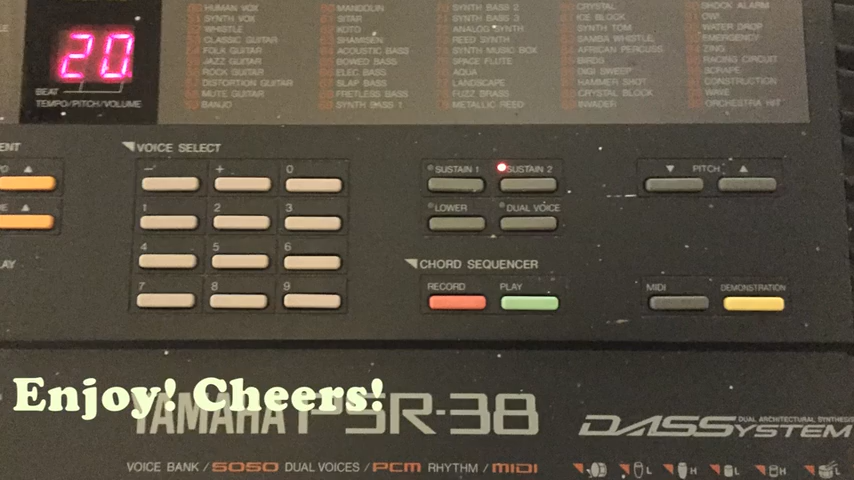 HUMAN VOX
SYNTH VOX
WHISTLE
CLASSIC GUITAR
FOLK GUITAR
JAZZ GUITAR
ROCK GUITAR
DISTORTION GUITAR
MUTE GUITAR
BANJO
MANDOLIN
SITAR
KOTO
SHAMISEN
ACOUSTIC BASS
BOWED BASS
ELEC BASS
SLAP BASS
FRETLESS BASS
SYNTH BASS 1
SYNTH BASS 2
SYNTH BASS 3
ANALOG SYNTH
REED SYNTH
SYNTH MUSIC BOX
SPACE FLUTE
AQUA
LANDSCAPE
FUZZ BRASS
METALLIC REED
CRYSTAL
ICE BLOCK
SYNTH TOM
SAMBA WHISTLE
AFRICAN PERCUSS
BIRDS
DIGI SWEEP
HAMMER SHOT
CRYSTAL BLOCK
INVADER
SHOCK ALARM
OWL
WATER DROP
EMERGENCY
ZING
RACING CIRCUIT
SCRAPE
CONSTRUCTION
WAVE
ORCHESTRA HIT
20
BEAT
TEMPO/PITCH/VOLUME
VOICE SELECT
- + 0
1 2 3
4 5 6
7 8 9
SUSTAIN 1 SUSTAIN 2
LOWER DUAL VOICE
PITCH
CHORD SEQUENCER
RECORD PLAY
MIDI DEMONSTRATION
Enjoy! Cheers!
YAMAHA PSR-38
DASS SYSTEM
DUAL ARCHITECTURAL SYNTHESIS
VOICE BANK / 5050 DUAL VOICES / PCM RHYTHM / MIDI
L H L H